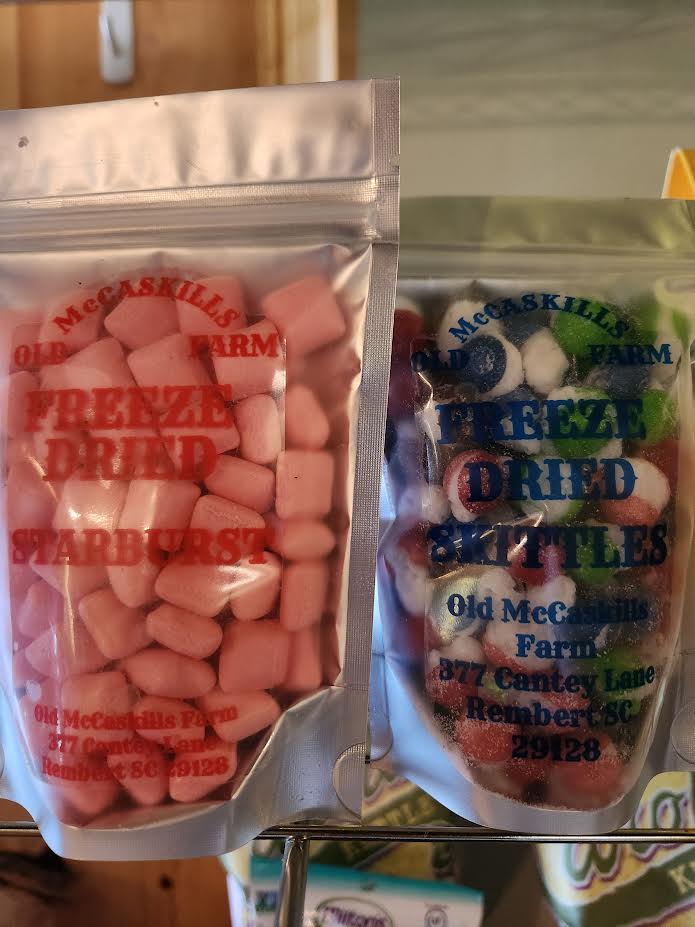 McCASKILLS
OLD FARM
FREEZE
DRIED
STARBURST
Old McCaskills Farm
377 Cantey Lane
Rembert SC 29128
McCASKILLS
OLD FARM
FREEZE
DRIED
SKITTLES
Old McCaskills
Farm
377 Cantey Lane
Rembert SC
29128